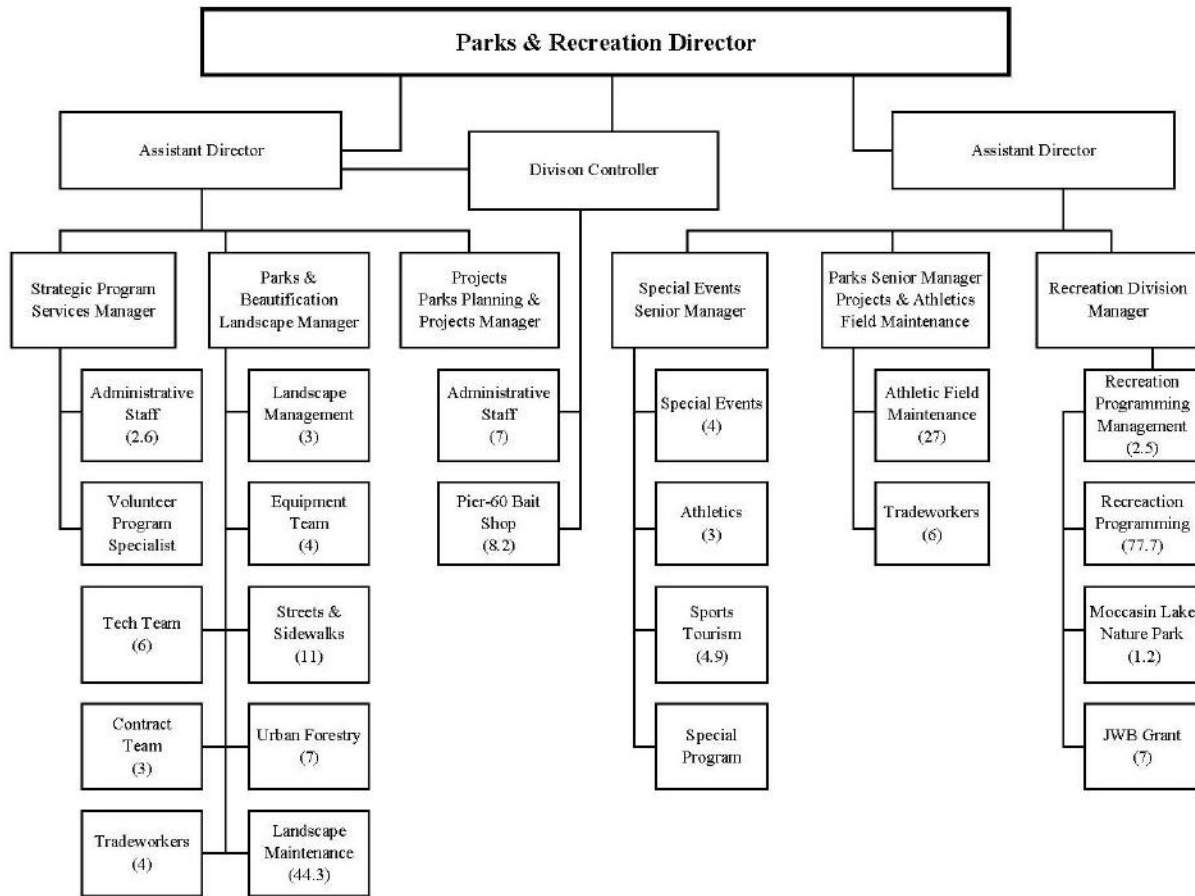 Parks & Recreation Director
Assistant Director
Divison Controller
Assistant Director
Strategic Program
Services Manager
Parks &
Beautification
Landscape Manager
Projects
Parks Planning &
Projects Manager
Special Events
Senior Manager
Parks Senior Manager
Projects & Athletics
Field Maintenance
Recreation Division
Manager
Administrative
Staff
(2.6)
Landscape
Management
(3)
Administrative
Staff
(7)
Special Events
(4)
Athletic Field
Maintenance
(27)
Recreation
Programming
Management
(2.5)
Volunteer
Program
Specialist
Equipment
Team
(4)
Pier-60 Bait
Shop
(8.2)
Athletics
(3)
Tradeworkers
(6)
Recreaction
Programming
(77.7)
Tech Team
(6)
Streets &
Sidewalks
(11)
Sports
Tourism
(4.9)
Moccasin Lake
Nature Park
(1.2)
Contract
Team
(3)
Urban Forestry
(7)
Special
Program
JWB Grant
(7)
Tradeworkers
(4)
Landscape
Maintenance
(44.3)